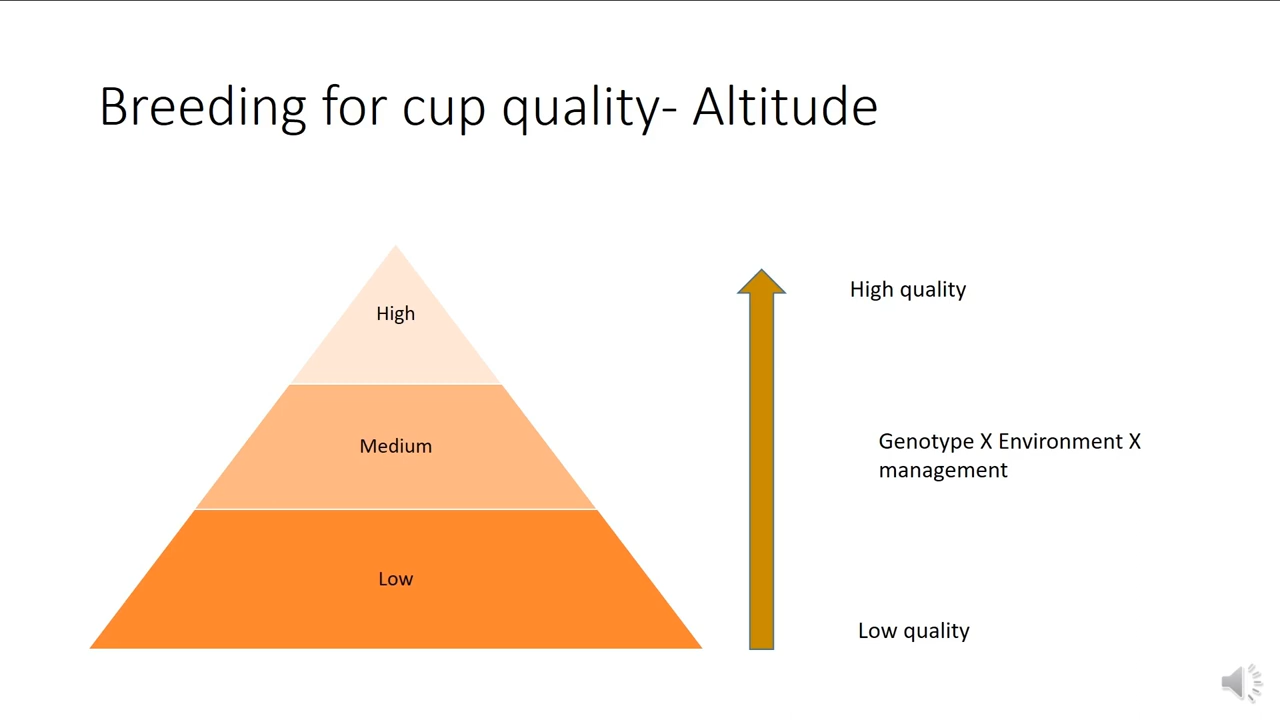 Breeding for cup quality- Altitude
High
Medium
Low
High quality
Genotype X Environment X
management
Low quality